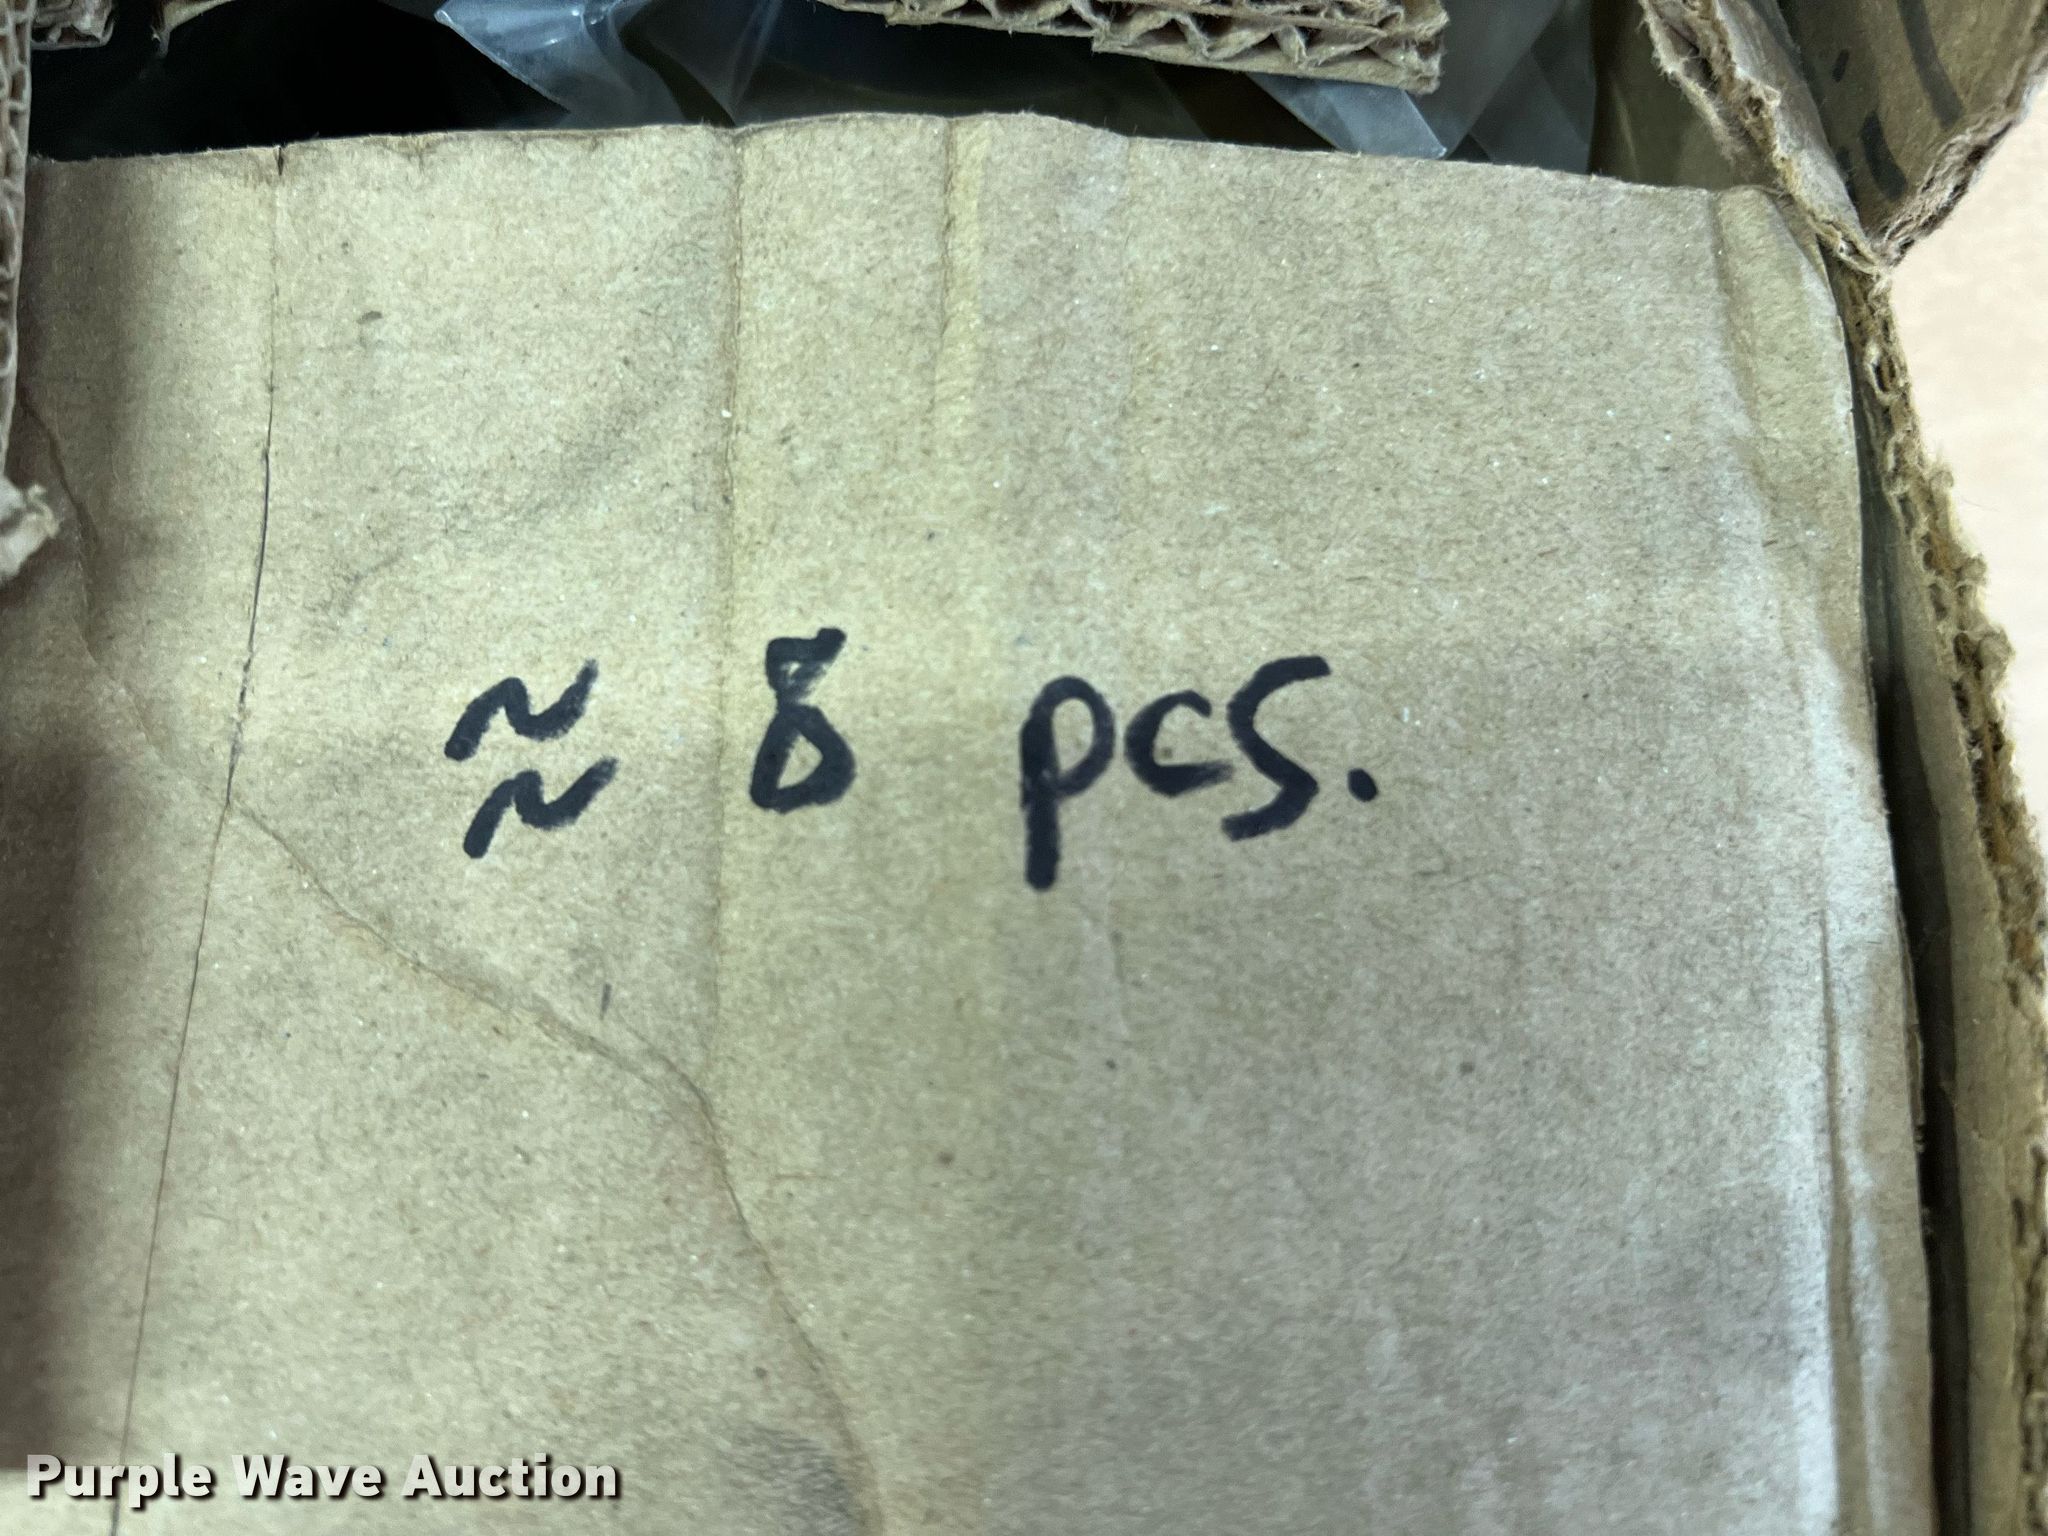 ≈ 8 pcs.
Purple Wave Auction